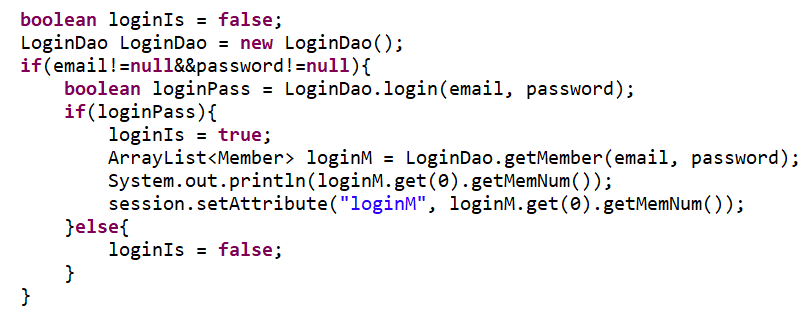 boolean loginIs = false;
LoginDao LoginDao = new LoginDao();
if(email!=null&&password!=null){
    boolean loginPass = LoginDao.login(email, password);
    if(loginPass){
        loginIs = true;
        ArrayList<Member> loginM = LoginDao.getMember(email, password);
        System.out.println(loginM.get(0).getMemNum());
        session.setAttribute("loginM", loginM.get(0).getMemNum());
    }else{
        loginIs = false;
    }
}